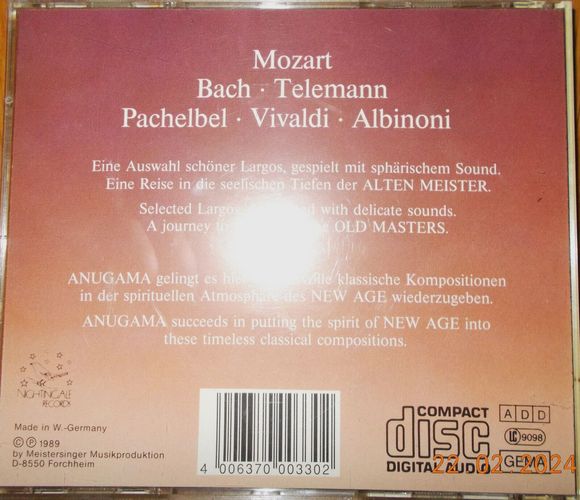 Mozart
Bach · Telemann
Pachelbel · Vivaldi · Albinoni
Eine Auswahl schöner Largos, gespielt mit sphärischem Sound.
Eine Reise in die seelischen Tiefen der ALTEN MEISTER.
Selected Largos with delicate sounds.
A journey to OLD MASTERS.
ANUGAMA gelingt es klassische Kompositionen
in der spirituellen Atmosphäre des NEW AGE wiederzugeben.
ANUGAMA succeeds in putting the spirit of NEW AGE into
these timeless classical compositions.
NIGHTINGALE
RECORDS
Made in W.-Germany
© ℗ 1989
by Meistersinger Musikproduktion
D-8550 Forchheim
4 006370 003302
COMPACT
disc
DIGITAL AUDIO
A D D
LC 9098
GEMA
22.02.2024